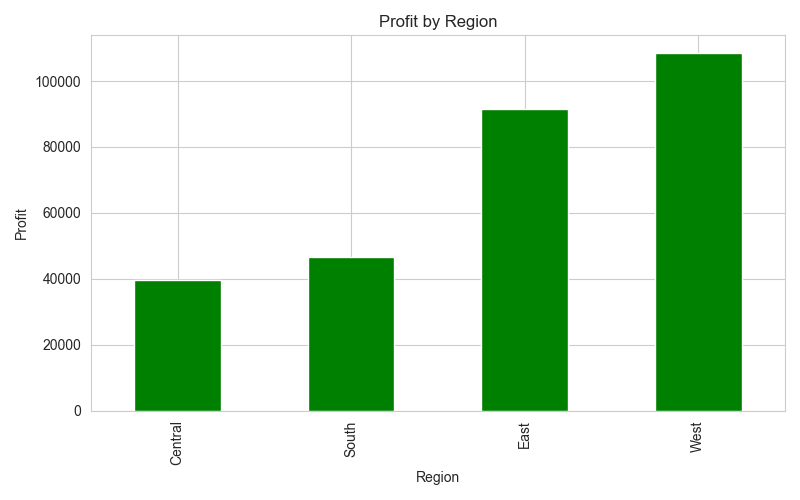 Profit by Region
Profit
100000
80000
60000
40000
20000
0
Central
South
East
West
Region